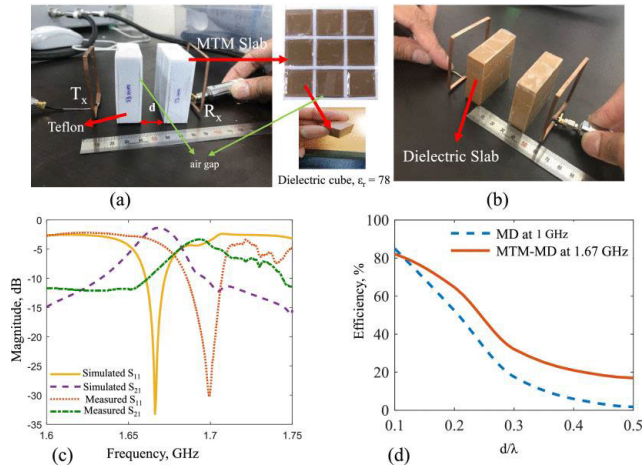 (a)
MTM Slab
Tx
Rx
d
Teflon
air gap
Dielectric cube, εr = 78
Dielectric Slab
(b)
Magnitude, dB
0
-5
-10
-15
-20
-25
-30
-35
Simulated S11
Simulated S21
Measured S11
Measured S21
1.6
1.65
1.7
1.75
(c)
Frequency, GHz
Efficiency, %
100
80
60
40
20
0
MD at 1 GHz
MTM-MD at 1.67 GHz
0.1
0.2
0.3
0.4
0.5
(d)
d/λ